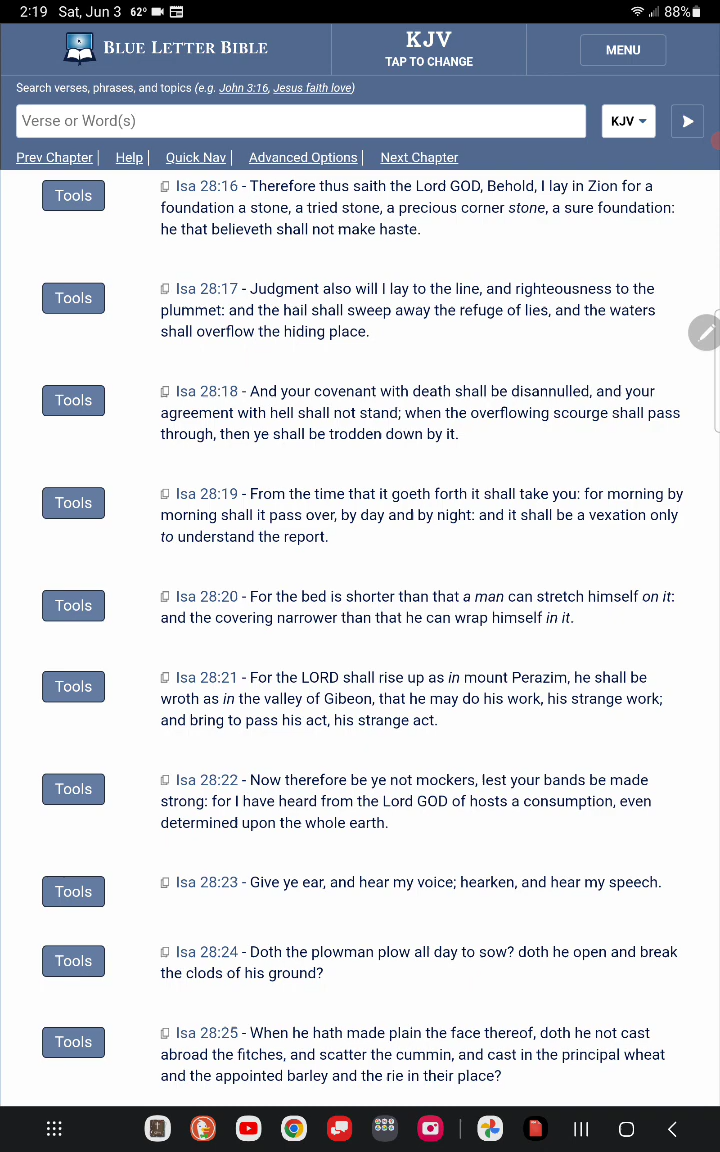 2:19 Sat, Jun 3 62° 88%
BLUE LETTER BIBLE
KJV
TAP TO CHANGE
MENU
Search verses, phrases, and topics (e.g. John 3:16, Jesus faith love)
Verse or Word(s)
KJV
Prev Chapter | Help | Quick Nav | Advanced Options | Next Chapter
Tools
Isa 28:16 - Therefore thus saith the Lord GOD, Behold, I lay in Zion for a
foundation a stone, a tried stone, a precious corner stone, a sure foundation:
he that believeth shall not make haste.
Tools
Isa 28:17 - Judgment also will I lay to the line, and righteousness to the
plummet: and the hail shall sweep away the refuge of lies, and the waters
shall overflow the hiding place.
Tools
Isa 28:18 - And your covenant with death shall be disannulled, and your
agreement with hell shall not stand; when the overflowing scourge shall pass
through, then ye shall be trodden down by it.
Tools
Isa 28:19 - From the time that it goeth forth it shall take you: for morning by
morning shall it pass over, by day and by night: and it shall be a vexation only
to understand the report.
Tools
Isa 28:20 - For the bed is shorter than that a man can stretch himself on it:
and the covering narrower than that he can wrap himself in it.
Tools
Isa 28:21 - For the LORD shall rise up as in mount Perazim, he shall be
wroth as in the valley of Gibeon, that he may do his work, his strange work;
and bring to pass his act, his strange act.
Tools
Isa 28:22 - Now therefore be ye not mockers, lest your bands be made
strong: for I have heard from the Lord GOD of hosts a consumption, even
determined upon the whole earth.
Tools
Isa 28:23 - Give ye ear, and hear my voice; hearken, and hear my speech.
Tools
Isa 28:24 - Doth the plowman plow all day to sow? doth he open and break
the clods of his ground?
Tools
Isa 28:25 - When he hath made plain the face thereof, doth he not cast
abroad the fitches, and scatter the cummin, and cast in the principal wheat
and the appointed barley and the rie in their place?